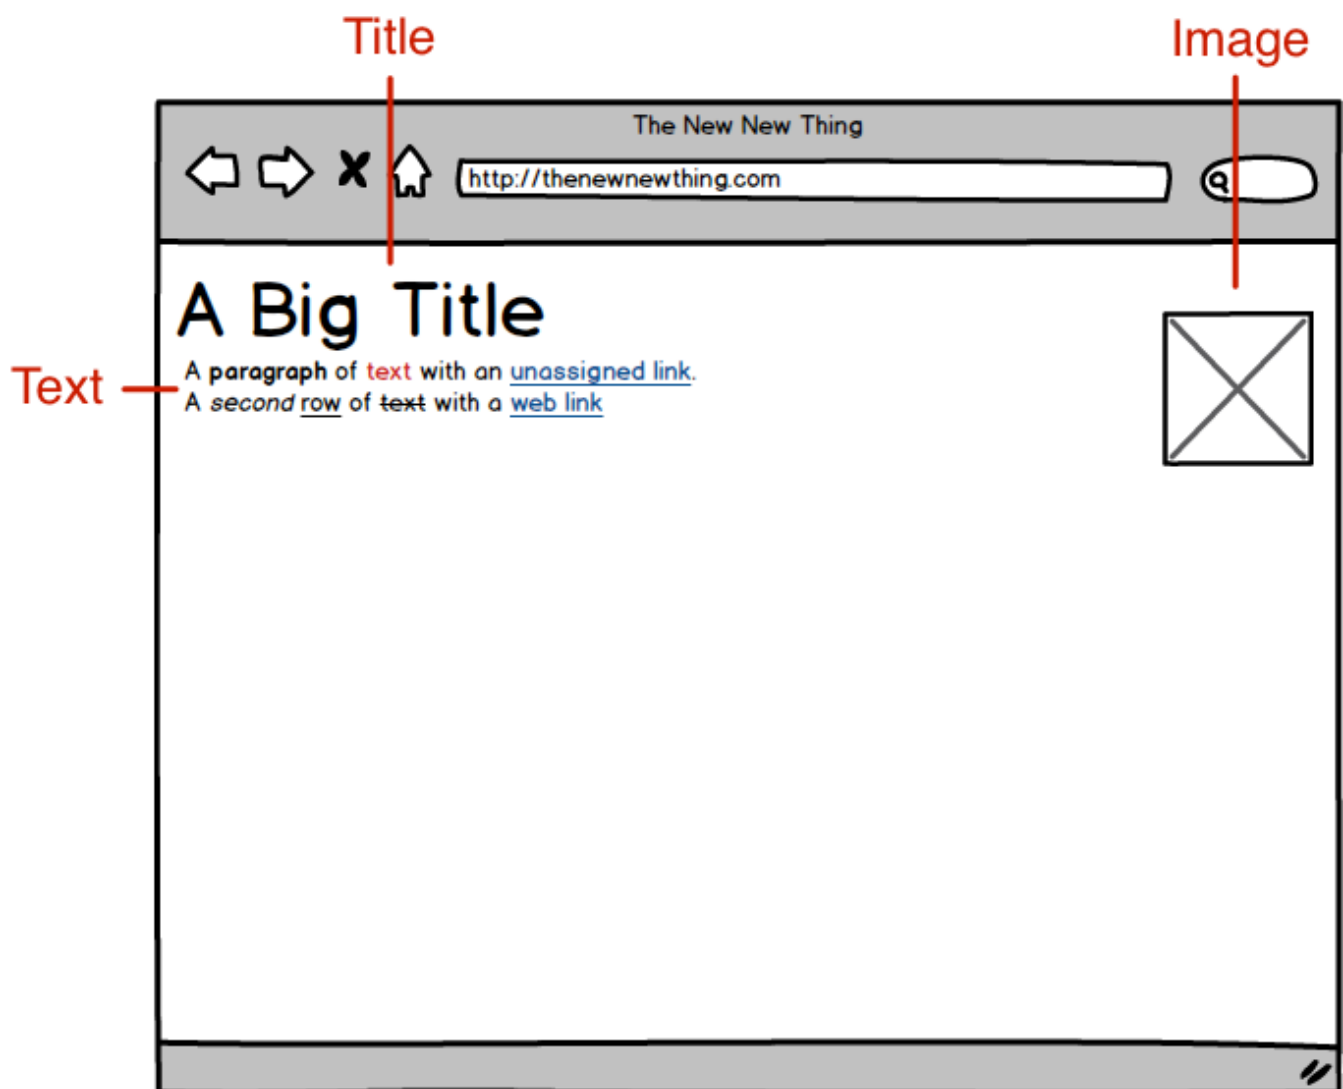 Title
Image
The New New Thing
http://thenewnewthing.com
A Big Title
Text
A paragraph of text with an unassigned link.
A second row of text with a web link